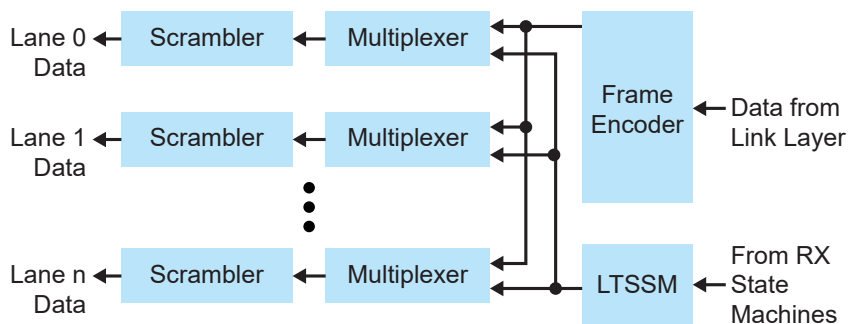 Lane 0
Data
Scrambler
Multiplexer
Frame
Encoder
Data from
Link Layer
Lane 1
Data
Scrambler
Multiplexer
Lane n
Data
Scrambler
Multiplexer
LTSSM
From RX
State
Machines